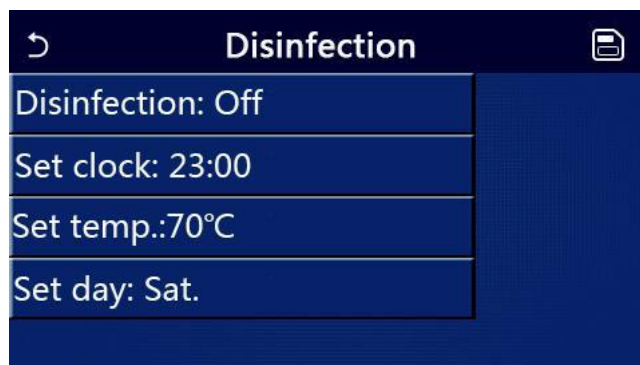 Disinfection
Disinfection: Off
Set clock: 23:00
Set temp.:70℃
Set day: Sat.